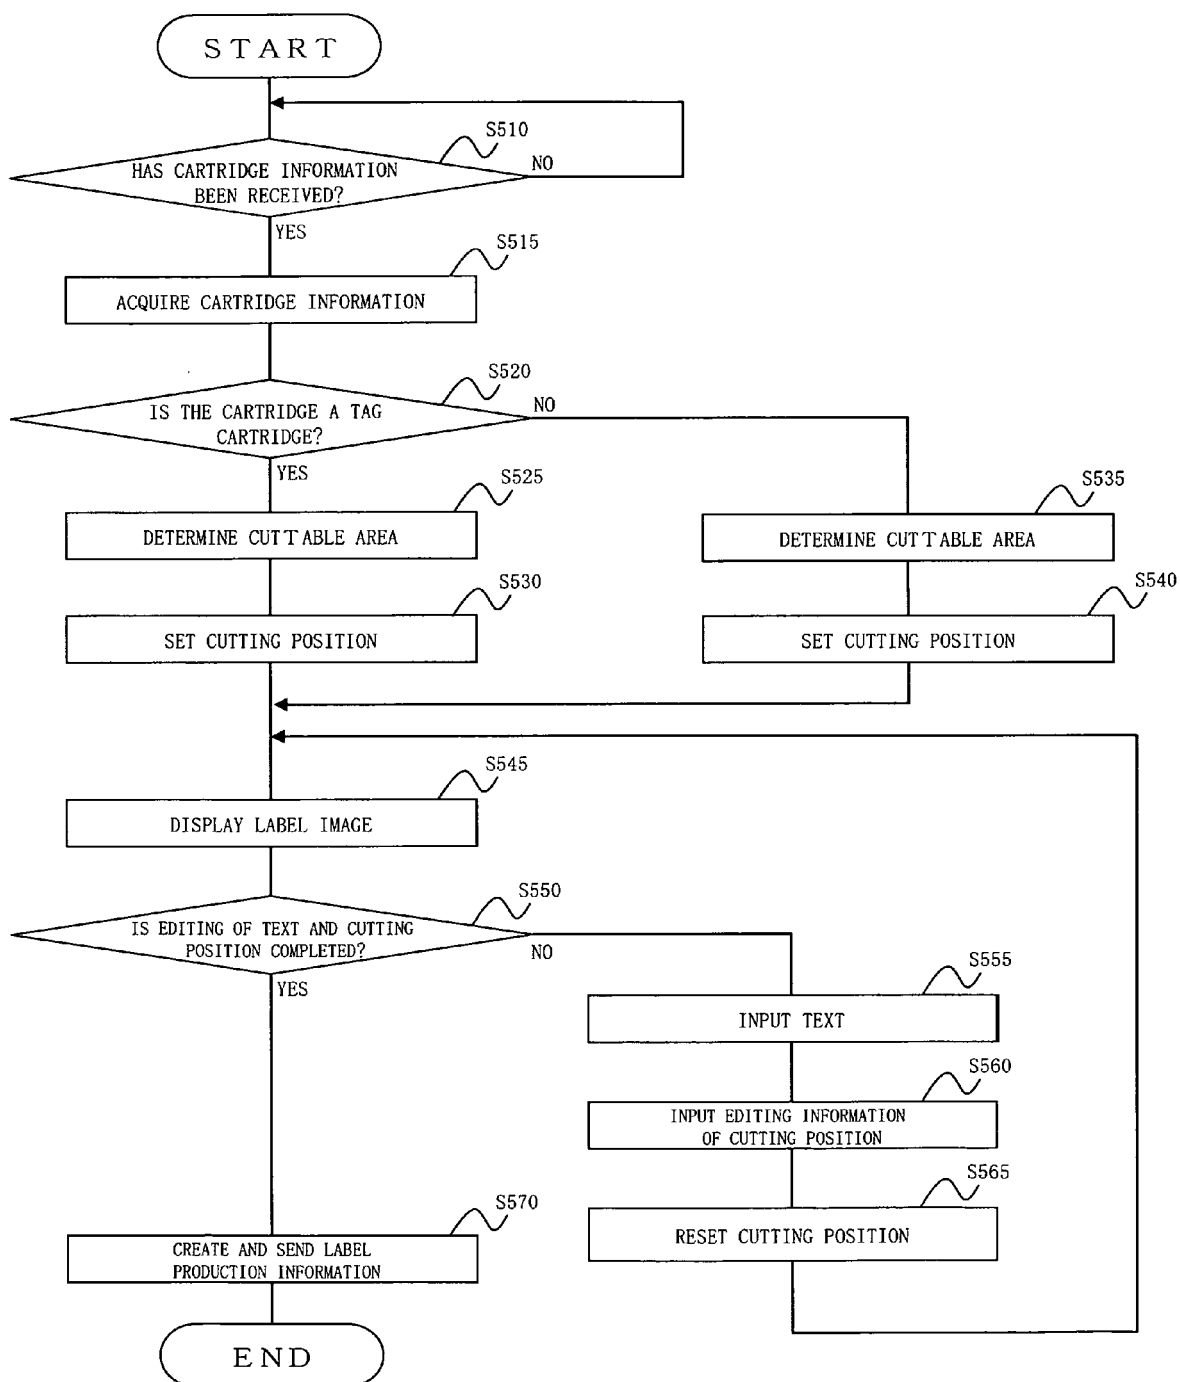 START
S510
HAS CARTRIDGE INFORMATION
BEEN RECEIVED?
NO
YES
S515
ACQUIRE CARTRIDGE INFORMATION
S520
IS THE CARTRIDGE A TAG
CARTRIDGE?
NO
YES
S525
DETERMINE CUTTABLE AREA
S535
DETERMINE CUTTABLE AREA
S530
SET CUTTING POSITION
S540
SET CUTTING POSITION
S545
DISPLAY LABEL IMAGE
S550
IS EDITING OF TEXT AND CUTTING
POSITION COMPLETED?
NO
YES
S555
INPUT TEXT
S560
INPUT EDITING INFORMATION
OF CUTTING POSITION
S565
RESET CUTTING POSITION
S570
CREATE AND SEND LABEL
PRODUCTION INFORMATION
END